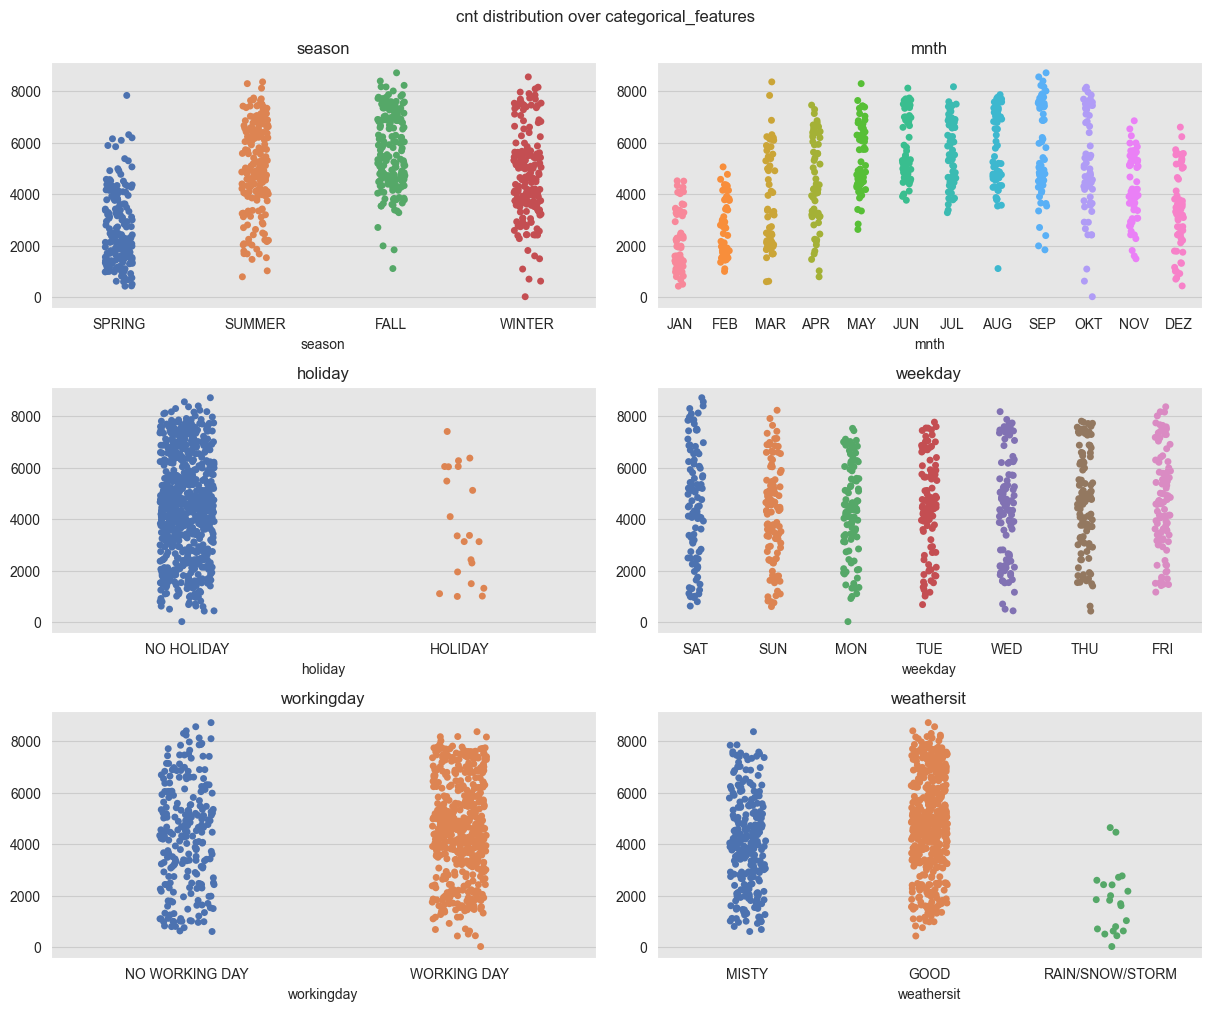 cnt distribution over categorical_features
season
8000
6000
4000
2000
0
SPRING SUMMER FALL WINTER
season
mnth
8000
6000
4000
2000
0
JAN FEB MAR APR MAY JUN JUL AUG SEP OKT NOV DEZ
mnth
holiday
8000
6000
4000
2000
0
NO HOLIDAY HOLIDAY
holiday
weekday
8000
6000
4000
2000
0
SAT SUN MON TUE WED THU FRI
weekday
workingday
8000
6000
4000
2000
0
NO WORKING DAY WORKING DAY
workingday
weathersit
8000
6000
4000
2000
0
MISTY GOOD RAIN/SNOW/STORM
weathersit